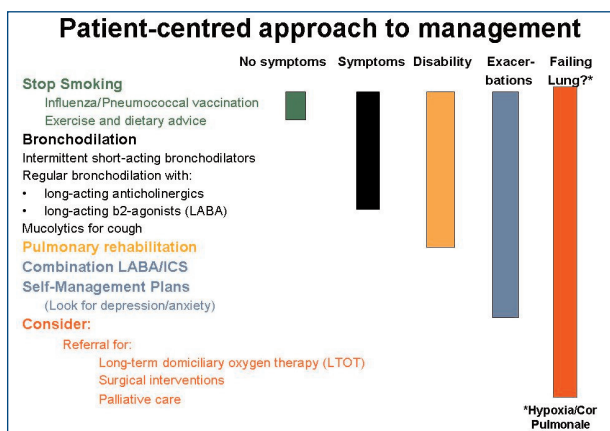 Patient-centred approach to management
No symptoms Symptoms Disability Exacer-
bations Failing
Lung?*
Stop Smoking
Influenza/Pneumococcal vaccination
Exercise and dietary advice
Bronchodilation
Intermittent short-acting bronchodilators
Regular bronchodilation with:
• long-acting anticholinergics
• long-acting b2-agonists (LABA)
Mucolytics for cough
Pulmonary rehabilitation
Combination LABA/ICS
Self-Management Plans
(Look for depression/anxiety)
Consider:
Referral for:
Long-term domiciliary oxygen therapy (LTOT)
Surgical interventions
Palliative care
*Hypoxia/Cor
Pulmonale